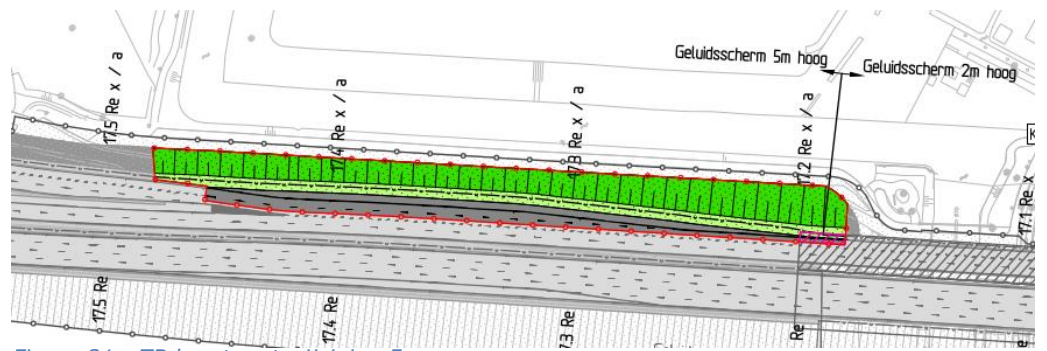 Geluidsscherm 5m hoog
Geluidsscherm 2m hoog
17.5 Re x / a
17.4 Re x / a
17.3 Re x / a
17.2 Re x / a
17.1 Re x
17.5 Re
17.4 Re
17.3 Re
Re